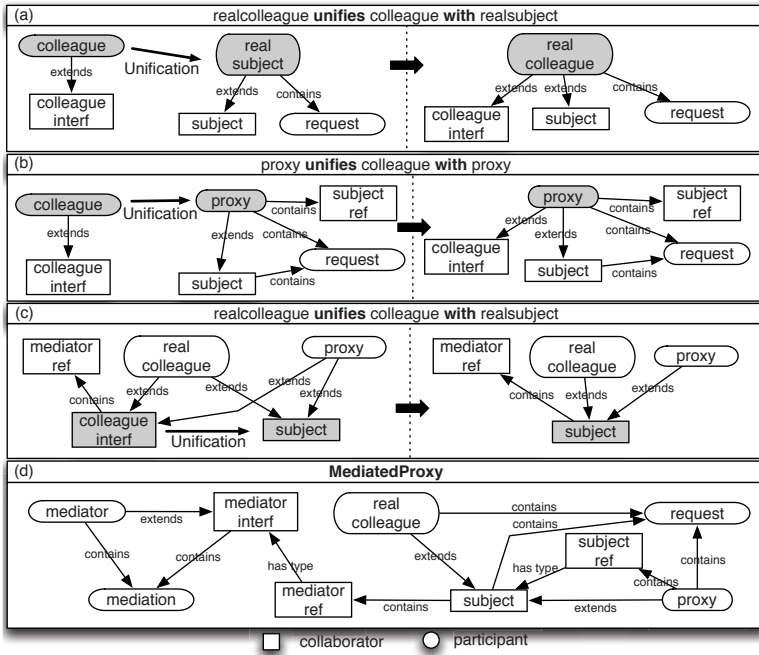 (a) realcolleague unifies colleague with realsubject
colleague
extends
colleague
interf
Unification
real
subject
extends
contains
subject
request
real
colleague
extends
extends
contains
colleague
interf
subject
request
(b) proxy unifies colleague with proxy
colleague
extends
colleague
interf
Unification
proxy
contains
subject
ref
extends
contains
request
subject
contains
proxy
contains
subject
ref
extends
extends
contains
colleague
interf
request
subject
contains
(c) realcolleague unifies colleague with realsubject
mediator
ref
real
colleague
proxy
contains
extends
extends
extends
extends
colleague
interf
Unification
subject
mediator
ref
real
colleague
proxy
contains
extends
extends
subject
(d) MediatedProxy
mediator
extends
mediator
interf
contains
contains
mediation
real
colleague
contains
request
contains
extends
subject
ref
has type
has type
contains
contains
mediator
ref
contains
subject
extends
proxy
collaborator
participant